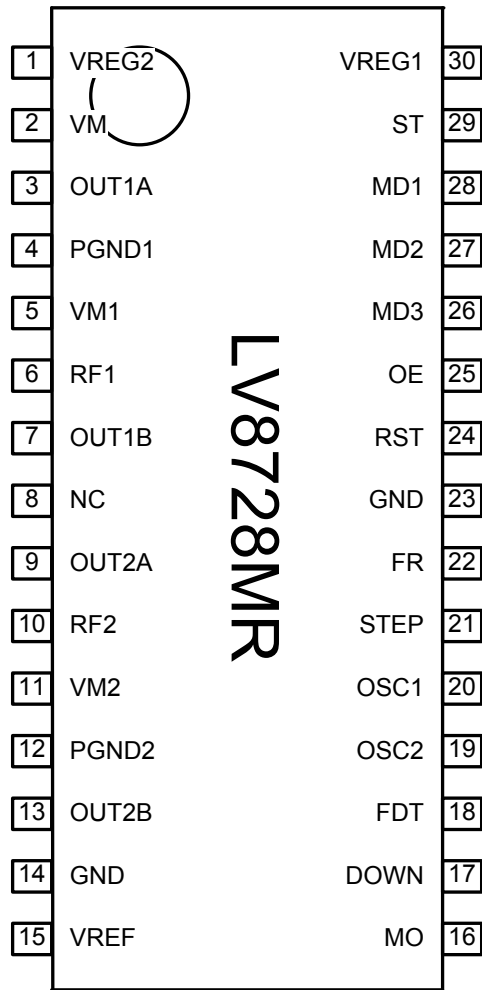 1 VREG2 VREG1 30
2 VM ST 29
3 OUT1A MD1 28
4 PGND1 MD2 27
5 VM1 MD3 26
6 RF1 OE 25
7 OUT1B RST 24
8 NC GND 23
9 OUT2A FR 22
10 RF2 STEP 21
11 VM2 OSC1 20
12 PGND2 OSC2 19
13 OUT2B FDT 18
14 GND DOWN 17
15 VREF MO 16
LV8728MR